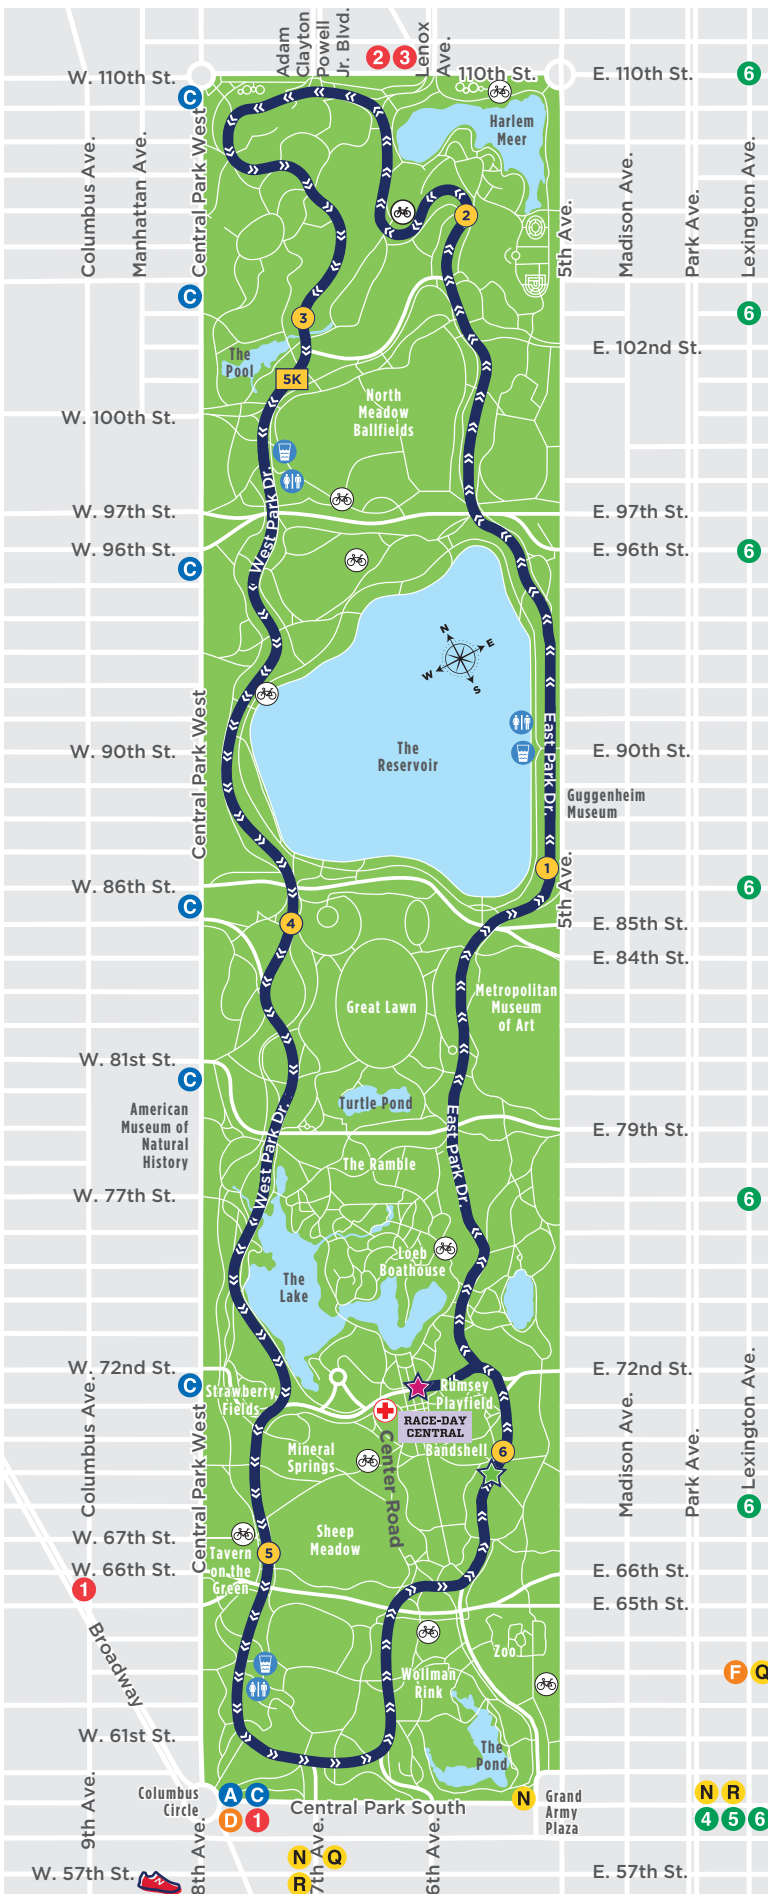 Adam
Clayton
Powell
Jr. Blvd.
2
3
Lenox
Ave.
W. 110th St.
110th St.
E. 110th St.
6
C
Harlem
Meer
Columbus Ave.
Manhattan Ave.
Central Park West
5th Ave.
Madison Ave.
Park Ave.
Lexington Ave.
2
C
3
6
The
Pool
E. 102nd St.
5K
North
Meadow
Ballfields
W. 100th St.
West Park Dr.
W. 97th St.
E. 97th St.
W. 96th St.
E. 96th St.
6
C
N
E
W
S
Central Park West
East Park Dr.
W. 90th St.
The
Reservoir
E. 90th St.
Guggenheim
Museum
1
5th Ave.
W. 86th St.
6
C
4
E. 85th St.
E. 84th St.
Metropolitan
Museum
of Art
Great Lawn
W. 81st St.
C
American
Museum of
Natural
History
Turtle Pond
West Park Dr.
East Park Dr.
E. 79th St.
The Ramble
W. 77th St.
6
Loeb
Boathouse
The
Lake
W. 72nd St.
E. 72nd St.
C
Strawberry
Fields
Rumsey
Playfield
RACE-DAY
CENTRAL
Bandshell
6
Columbus Ave.
Central Park West
Madison Ave.
Park Ave.
Lexington Ave.
Mineral
Springs
Center Road
6
W. 67th St.
Sheep
Meadow
Tavern
on the
Green
5
W. 66th St.
E. 66th St.
1
E. 65th St.
Broadway
Zoo
F
Q
Wollman
Rink
W. 61st St.
The
Pond
Columbus
Circle
A
C
D
1
Central Park South
N
Grand
Army
Plaza
N
R
4
5
6
9th Ave.
8th Ave.
7th Ave.
6th Ave.
N
Q
R
W. 57th St.
N
E. 57th St.